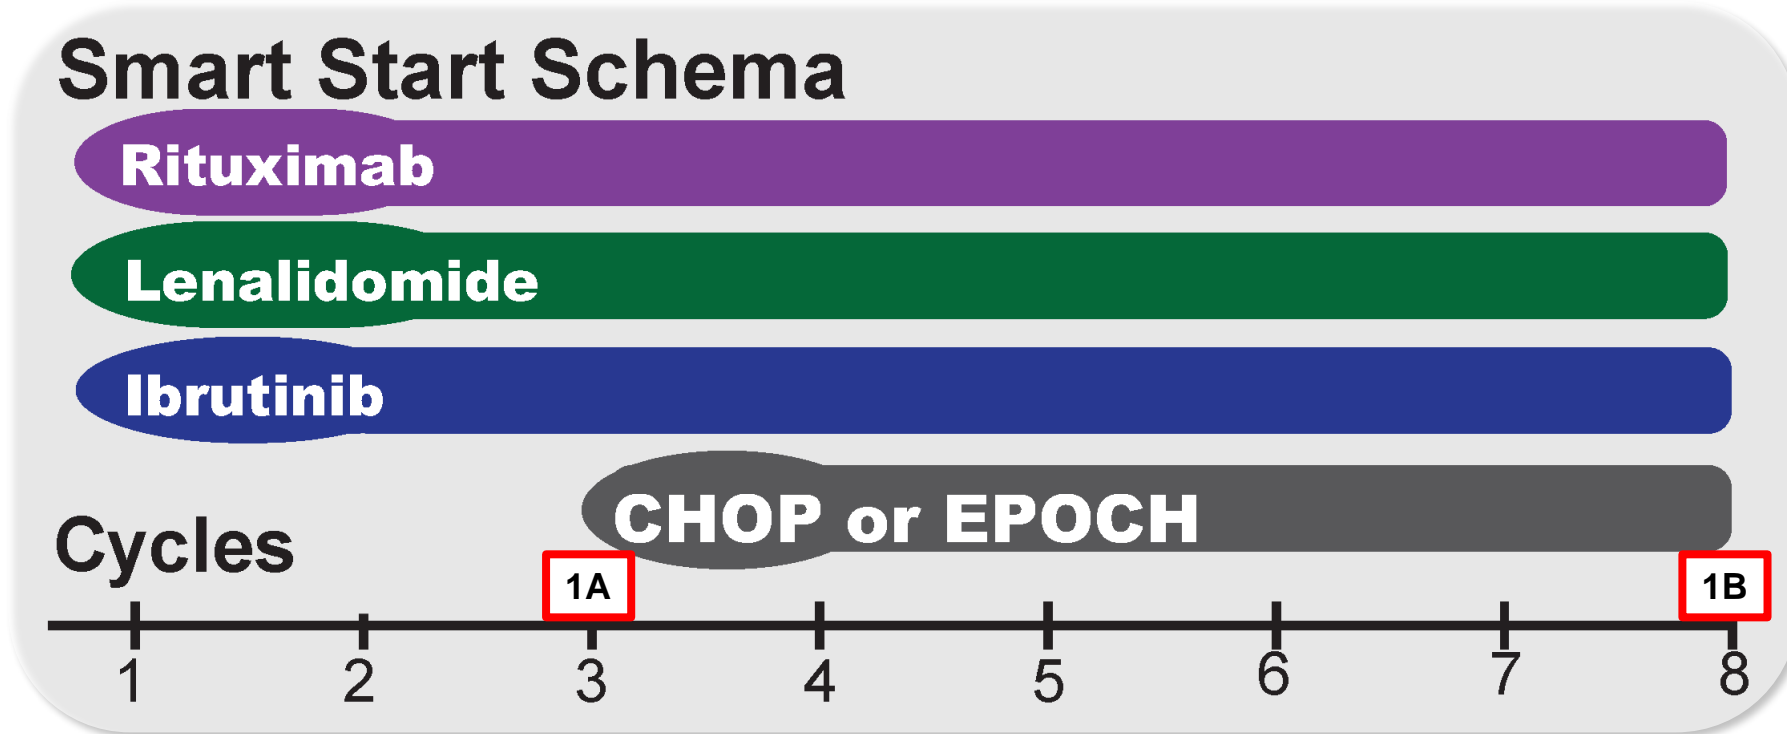 Smart Start Schema
Rituximab
Lenalidomide
Ibrutinib
CHOP or EPOCH
Cycles
1A
1B
1 2 3 4 5 6 7 8